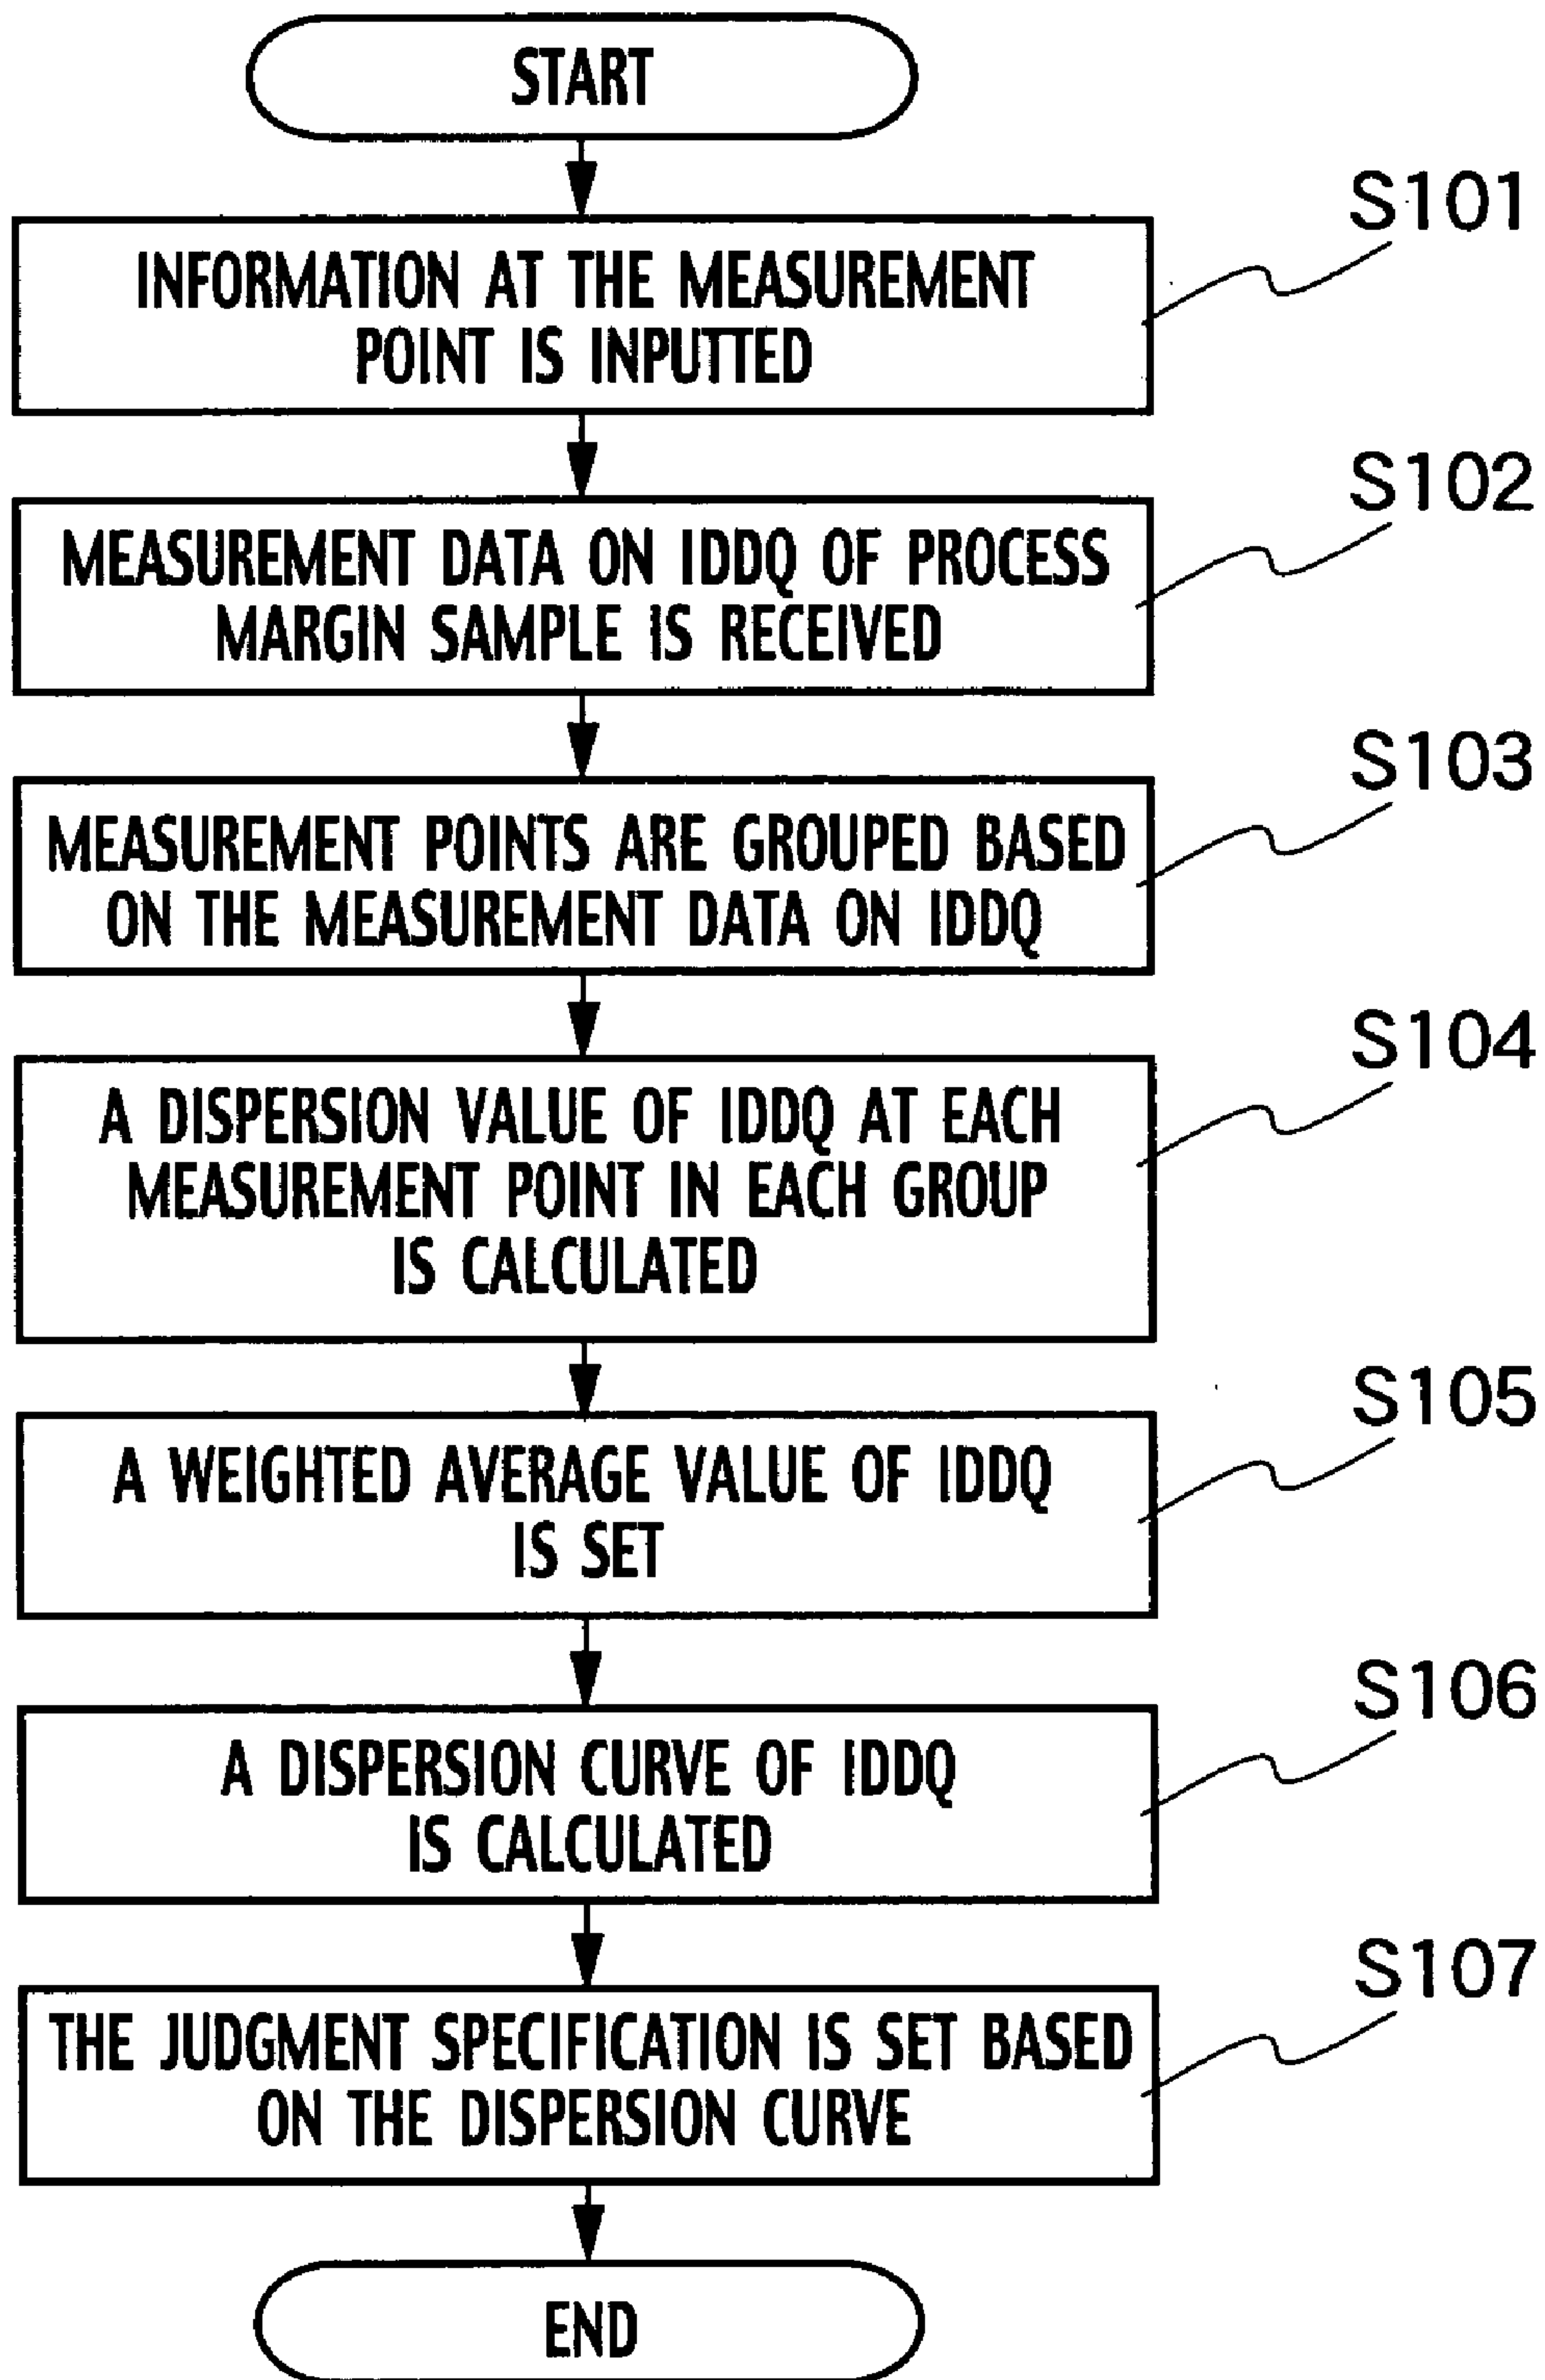 START
S101
INFORMATION AT THE MEASUREMENT
POINT IS INPUTTED
S102
MEASUREMENT DATA ON IDDQ OF PROCESS
MARGIN SAMPLE IS RECEIVED
S103
MEASUREMENT POINTS ARE GROUPED BASED
ON THE MEASUREMENT DATA ON IDDQ
S104
A DISPERSION VALUE OF IDDQ AT EACH
MEASUREMENT POINT IN EACH GROUP
IS CALCULATED
S105
A WEIGHTED AVERAGE VALUE OF IDDQ
IS SET
S106
A DISPERSION CURVE OF IDDQ
IS CALCULATED
S107
THE JUDGMENT SPECIFICATION IS SET BASED
ON THE DISPERSION CURVE
END